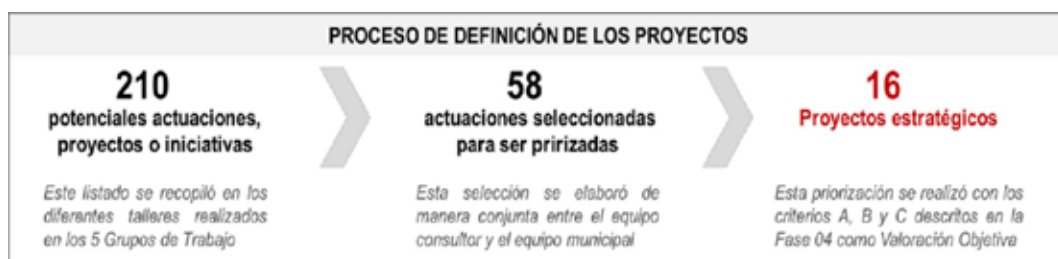 PROCESO DE DEFINICIÓN DE LOS PROYECTOS
210
potenciales actuaciones,
proyectos o iniciativas
Este listado se recopiló en los
diferentes talleres realizados
en los 5 Grupos de Trabajo
58
actuaciones seleccionadas
para ser pririzadas
Esta selección se elaboró de
manera conjunta entre el equipo
consultor y el equipo municipal
16
Proyectos estratégicos
Esta priorización se realizó con los
criterios A, B y C descritos en la
Fase 04 como Valoración Objetiva